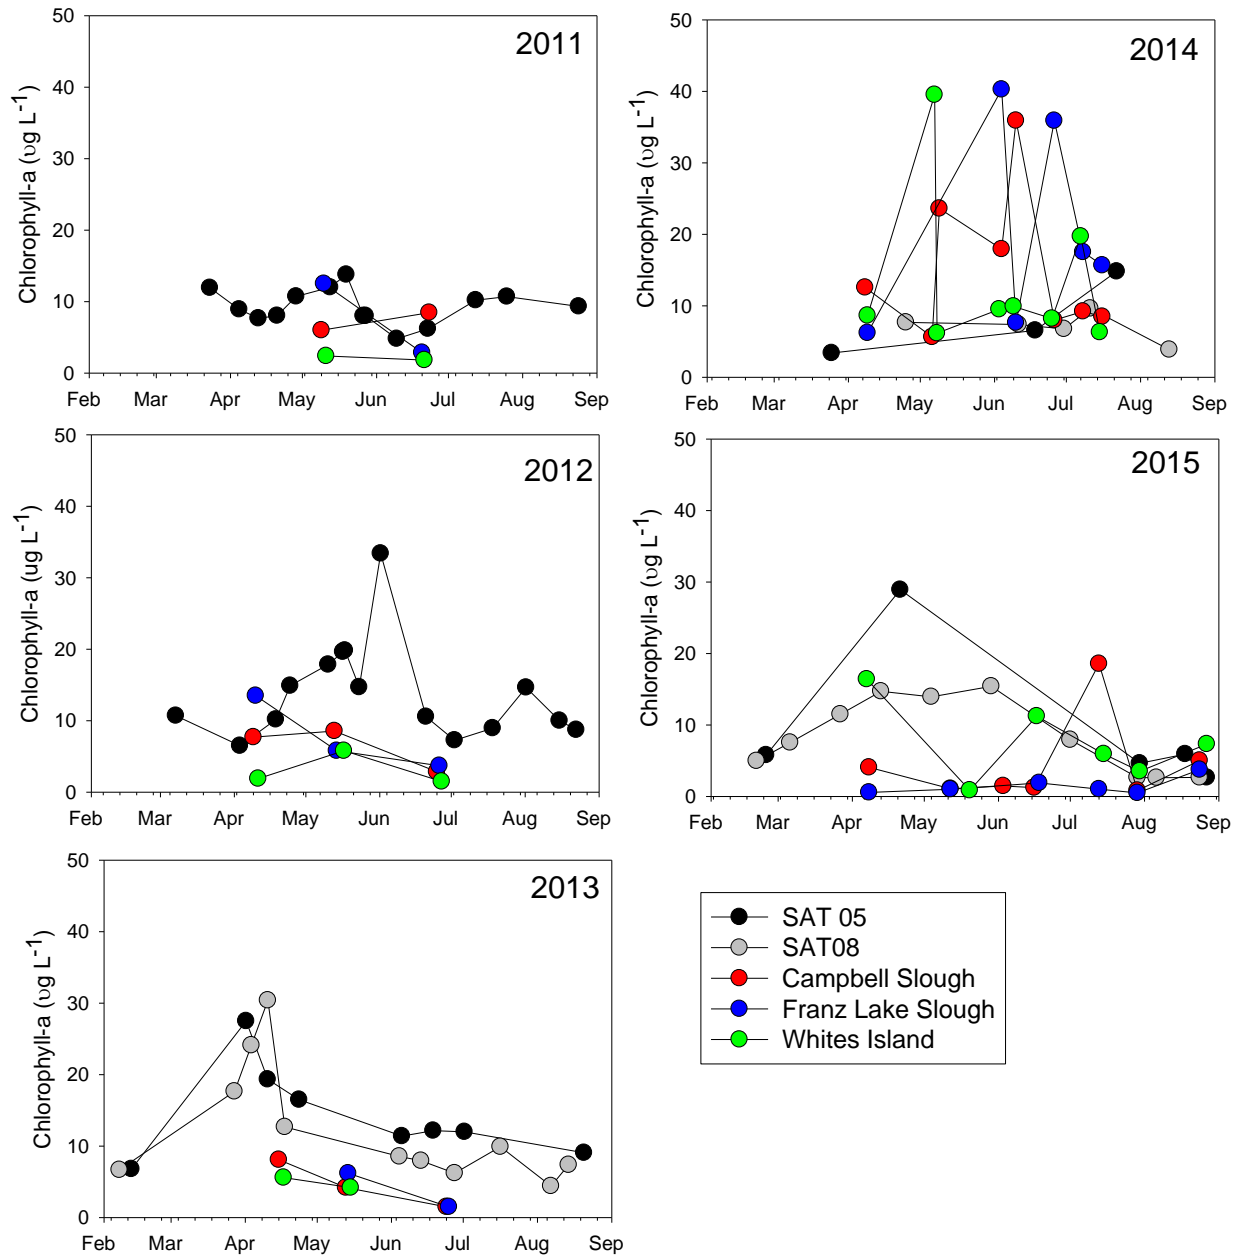 2011
Chlorophyll-a (υg L-1)
50
40
30
20
10
0
Feb Mar Apr May Jun Jul Aug Sep
2014
Chlorophyll-a (υg L-1)
50
40
30
20
10
0
Feb Mar Apr May Jun Jul Aug Sep
2012
Chlorophyll-a (ug L-1)
50
40
30
20
10
0
Feb Mar Apr May Jun Jul Aug Sep
2015
Chlorophyll-a (υg L-1)
50
40
30
20
10
0
Feb Mar Apr May Jun Jul Aug Sep
2013
Chlorophyll-a (υg L-1)
50
40
30
20
10
0
Feb Mar Apr May Jun Jul Aug Sep
SAT 05
SAT08
Campbell Slough
Franz Lake Slough
Whites Island